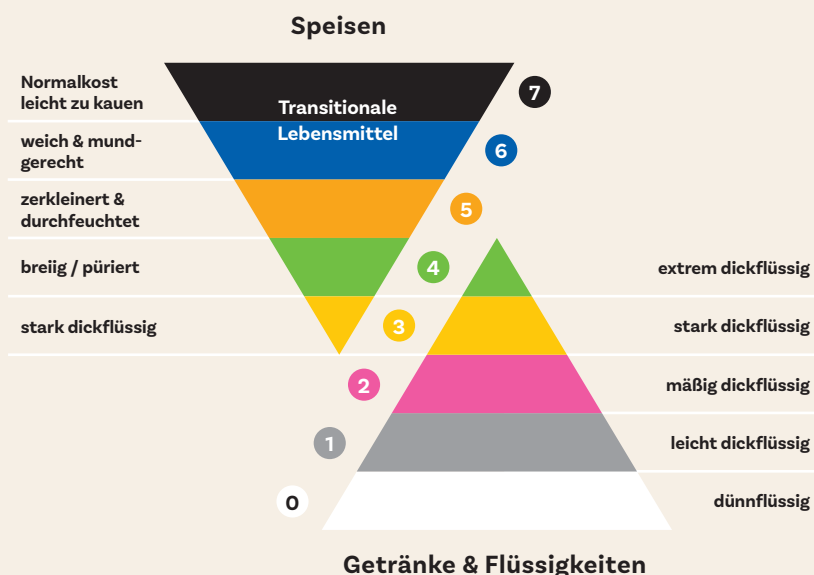 Speisen
Normalkost
leicht zu kauen
Transitionale
Lebensmittel
7
weich & mund-
gerecht
6
zerkleinert &
durchfeuchtet
5
breiig / püriert
4
extrem dickflüssig
stark dickflüssig
3
stark dickflüssig
2
mäßig dickflüssig
1
leicht dickflüssig
0
dünnflüssig
Getränke & Flüssigkeiten